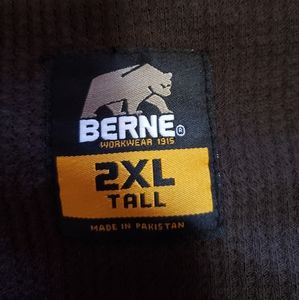 BERNE®
WORKWEAR 1915
2XL
TALL
MADE IN PAKISTAN